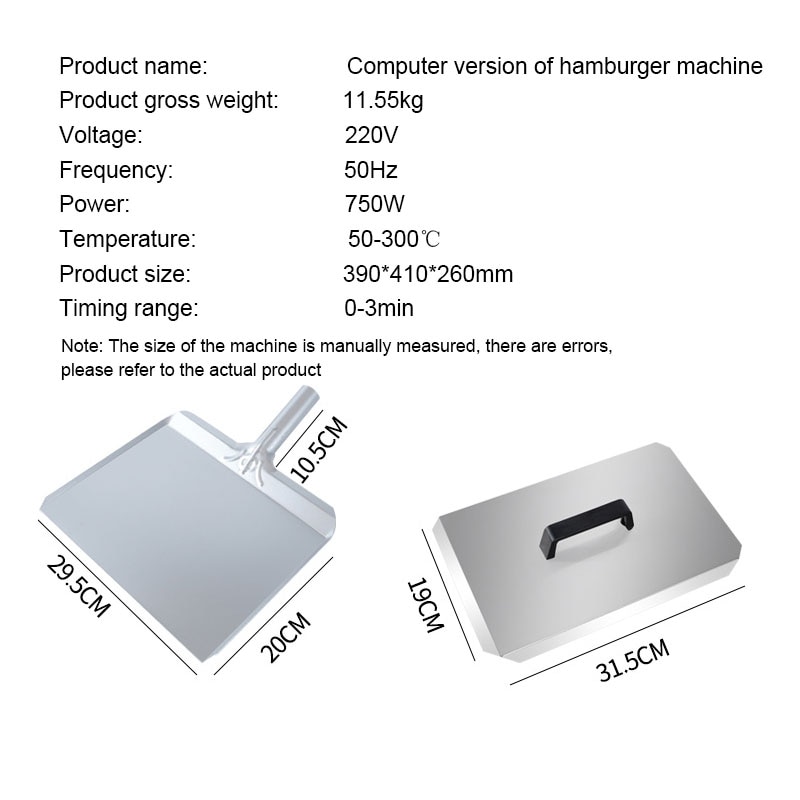 Product name: Computer version of hamburger machine
Product gross weight: 11.55kg
Voltage: 220V
Frequency: 50Hz
Power: 750W
Temperature: 50-300℃
Product size: 390*410*260mm
Timing range: 0-3min
Note: The size of the machine is manually measured, there are errors,
please refer to the actual product
10.5CM
29.5CM
20CM
19CM
31.5CM